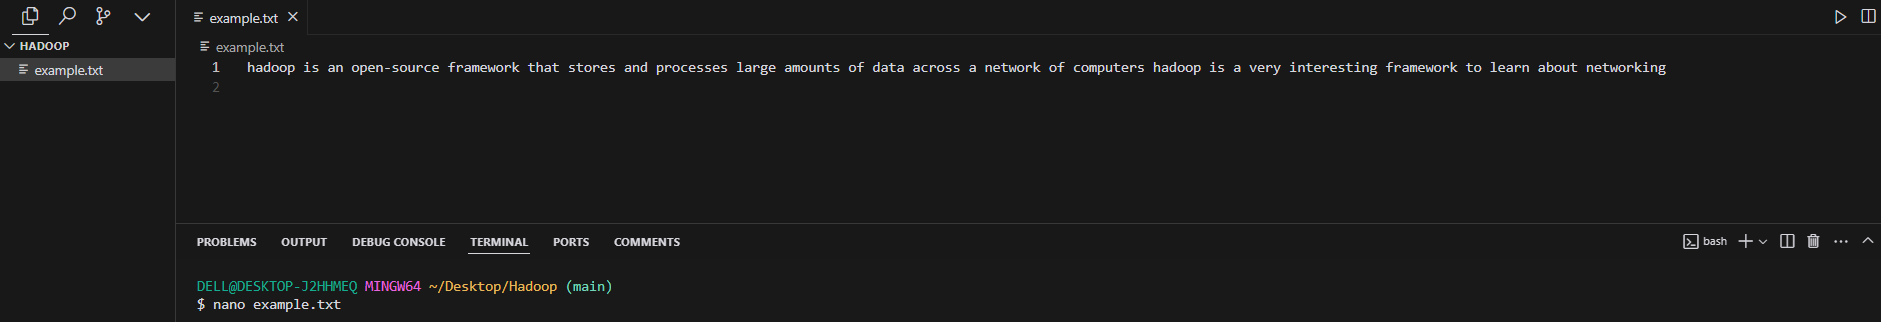 example.txt
HADOOP
example.txt
example.txt
1 hadoop is an open-source framework that stores and processes large amounts of data across a network of computers hadoop is a very interesting framework to learn about networking
2
PROBLEMS OUTPUT DEBUG CONSOLE TERMINAL PORTS COMMENTS bash
DELL@DESKTOP-J2HHMEQ MINGW64 ~/Desktop/Hadoop (main)
$ nano example.txt